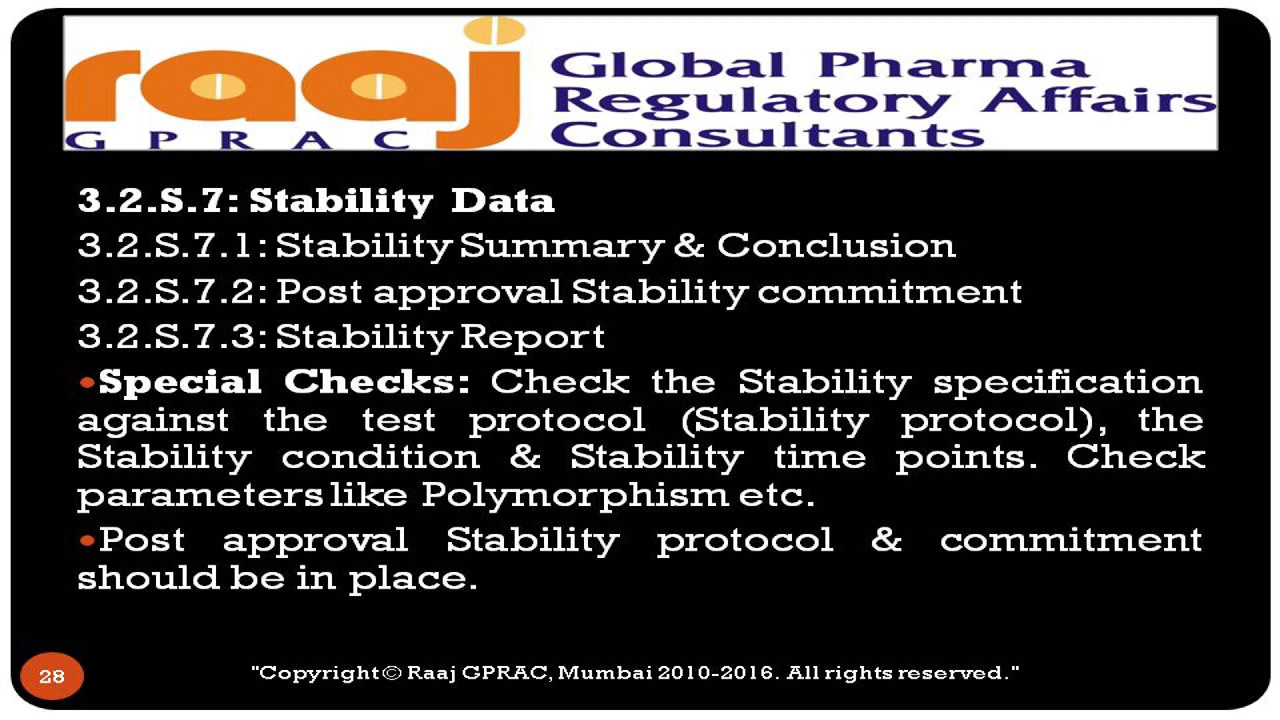 raaj
GPRAC
Global Pharma
Regulatory Affairs
Consultants
3.2.S.7: Stability Data
3.2.S.7.1: Stability Summary & Conclusion
3.2.S.7.2: Post approval Stability commitment
3.2.S.7.3: Stability Report
•Special Checks: Check the Stability specification
against the test protocol (Stability protocol), the
Stability condition & Stability time points. Check
parameters like Polymorphism etc.
•Post approval Stability protocol & commitment
should be in place.
28
"Copyright© Raaj GPRAC, Mumbai 2010-2016. All rights reserved."